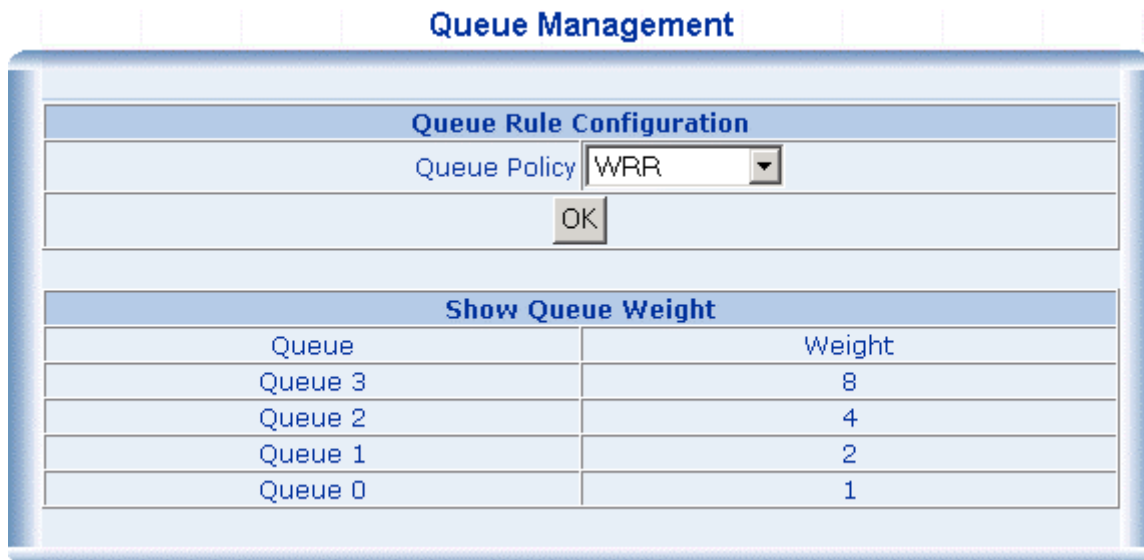 Queue Management
Queue Rule Configuration
Queue Policy WRR
OK
Show Queue Weight
Queue Weight
Queue 3 8
Queue 2 4
Queue 1 2
Queue 0 1